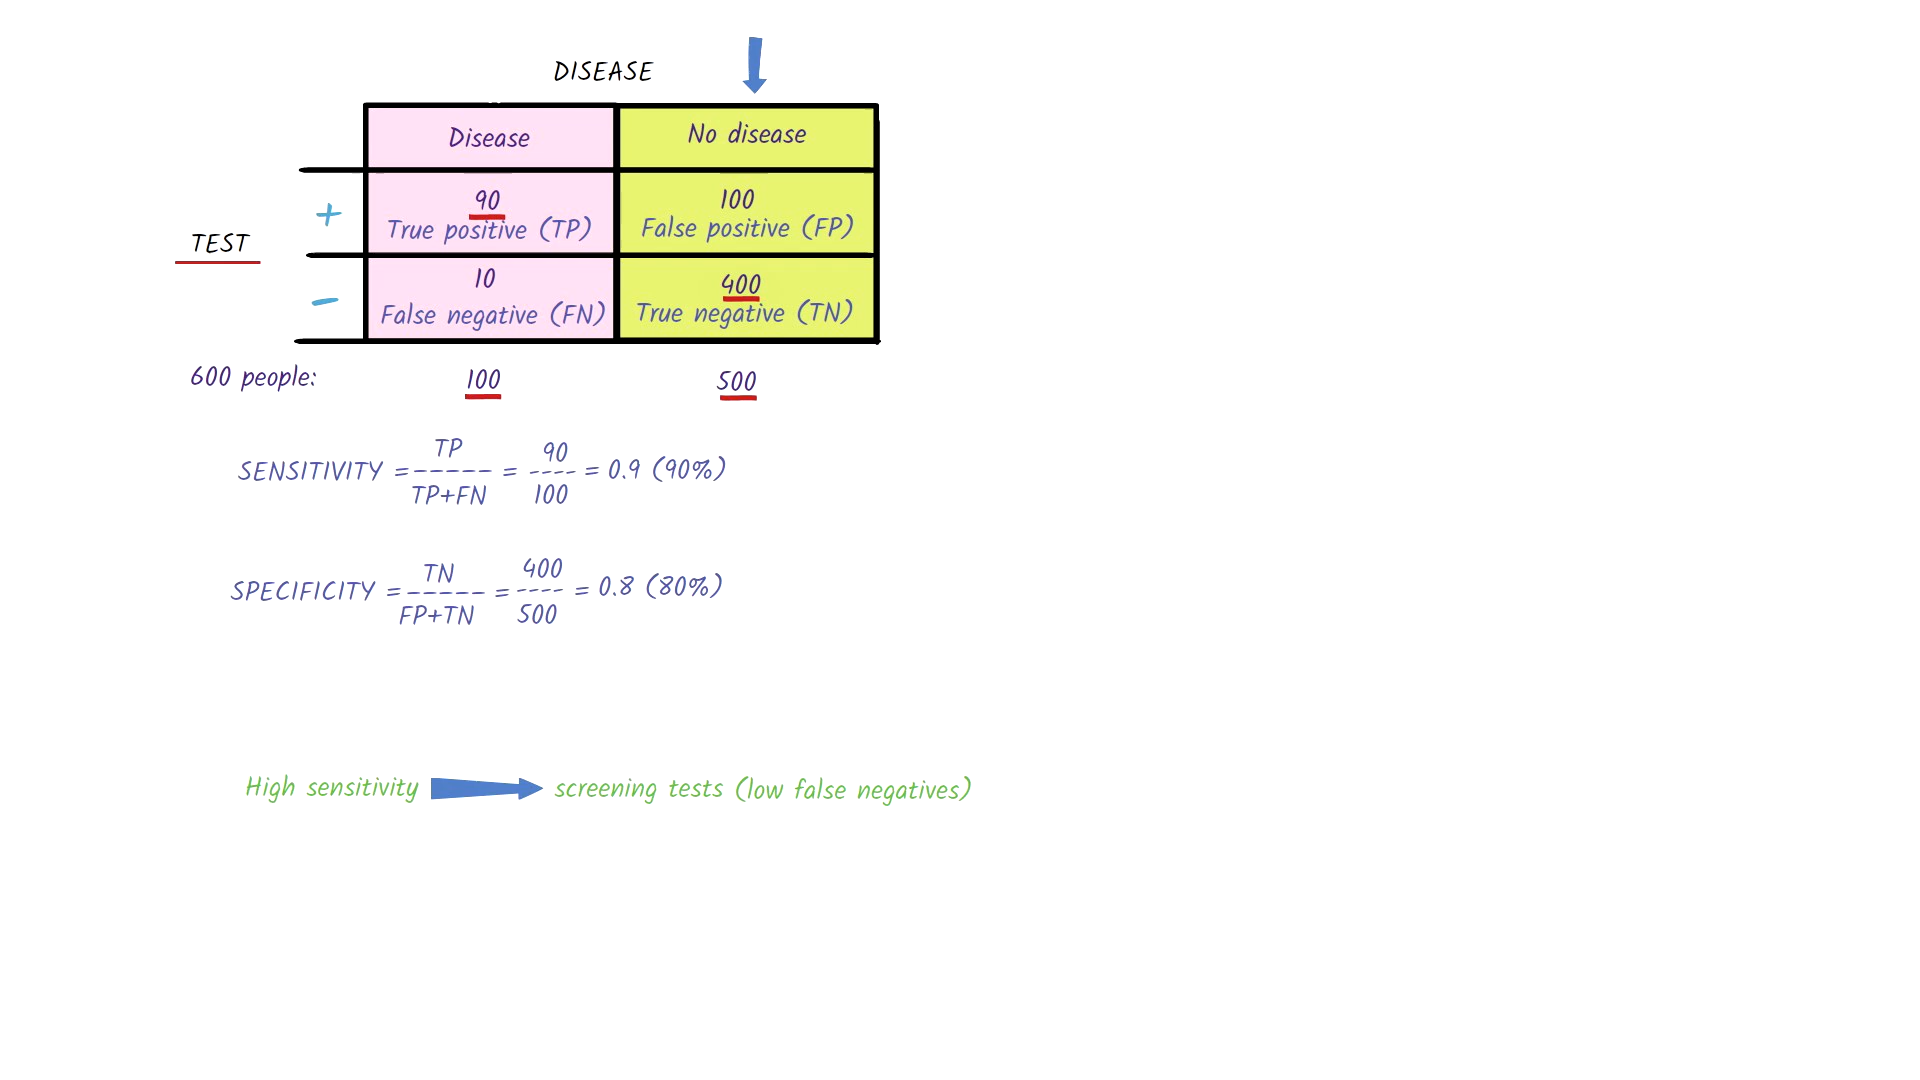 DISEASE
Disease No disease
90 100
+ True positive (TP) False positive (FP)
TEST
10 400
- False negative (FN) True negative (TN)
600 people: 100 500
TP 90
SENSITIVITY = ------ = ---- = 0.9 (90%)
TP+FN 100
TN 400
SPECIFICITY = ------ = ---- = 0.8 (80%)
FP+TN 500
High sensitivity screening tests (low false negatives)